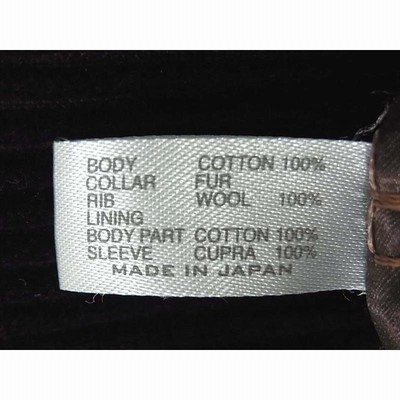 BODY COTTON 100%
COLLAR FUR
RIB WOOL 100%
LINING
BODY PART COTTON 100%
SLEEVE CUPRA 100%
MADE IN JAPAN